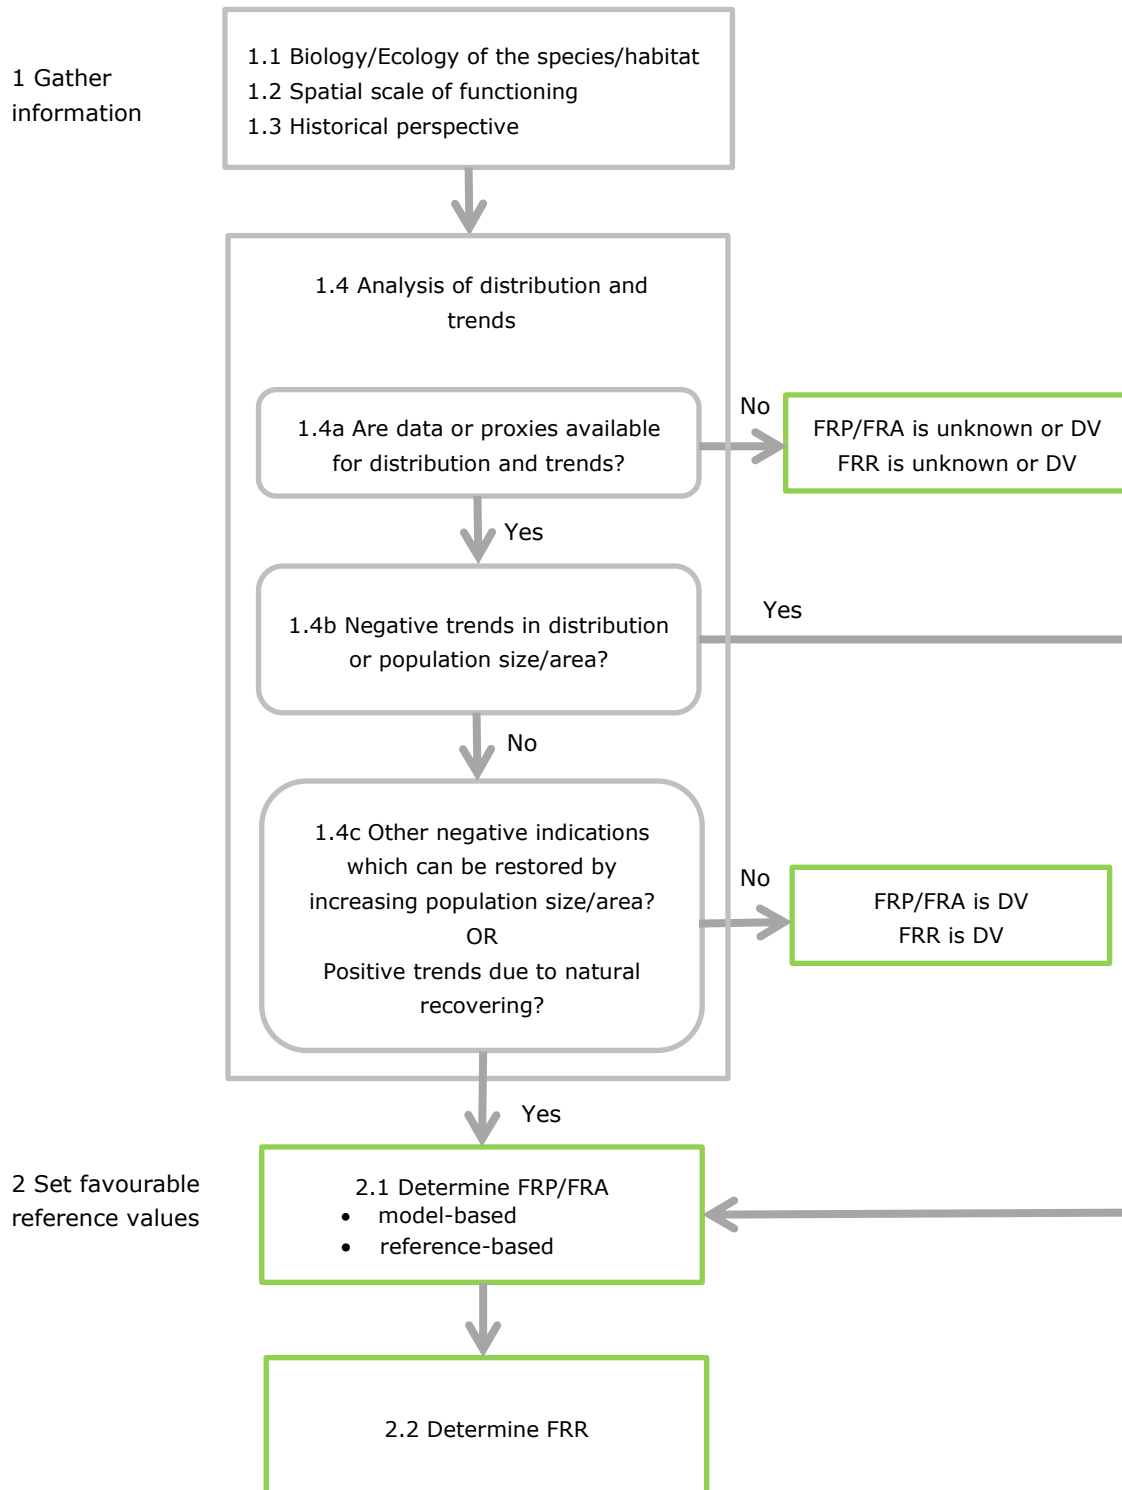 1 Gather
information
1.1 Biology/Ecology of the species/habitat
1.2 Spatial scale of functioning
1.3 Historical perspective
1.4 Analysis of distribution and
trends
1.4a Are data or proxies available
for distribution and trends?
No
FRP/FRA is unknown or DV
FRR is unknown or DV
Yes
1.4b Negative trends in distribution
or population size/area?
Yes
No
1.4c Other negative indications
which can be restored by
increasing population size/area?
OR
Positive trends due to natural
recovering?
No
FRP/FRA is DV
FRR is DV
Yes
2 Set favourable
reference values
2.1 Determine FRP/FRA
• model-based
• reference-based
2.2 Determine FRR